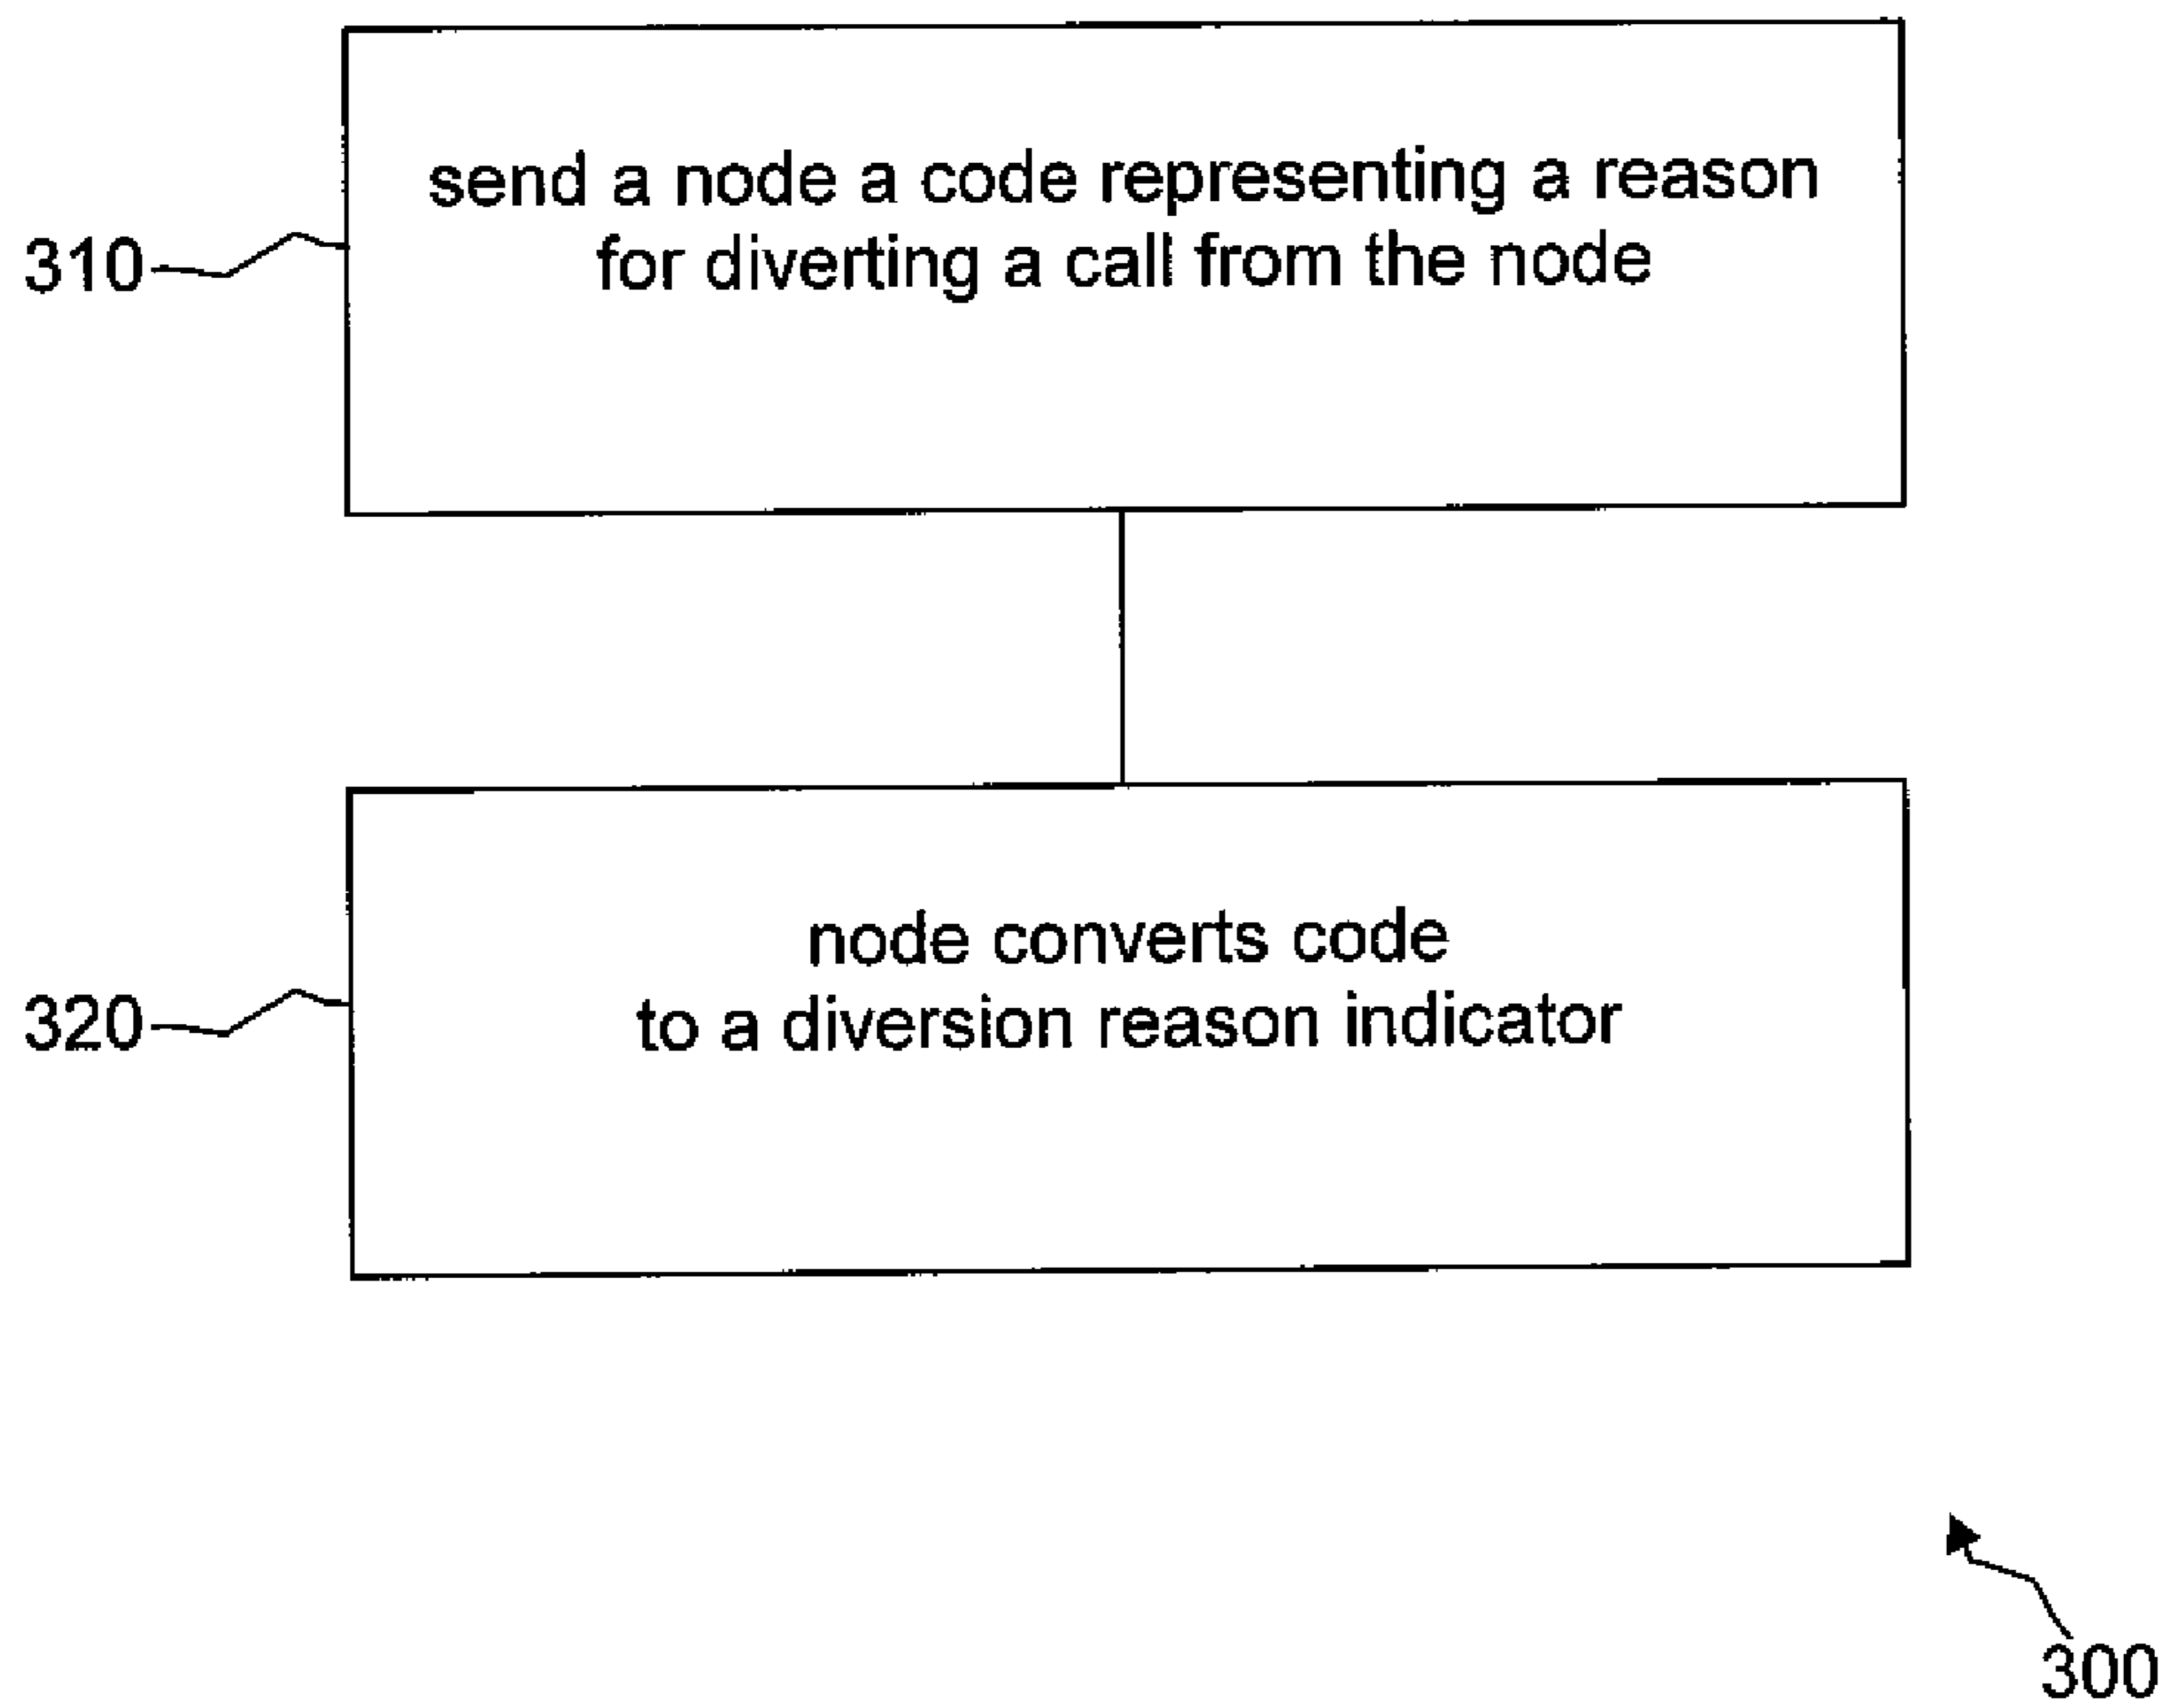 send a node a code representing a reason
for diverting a call from the node
310
node converts code
to a diversion reason indicator
320
300